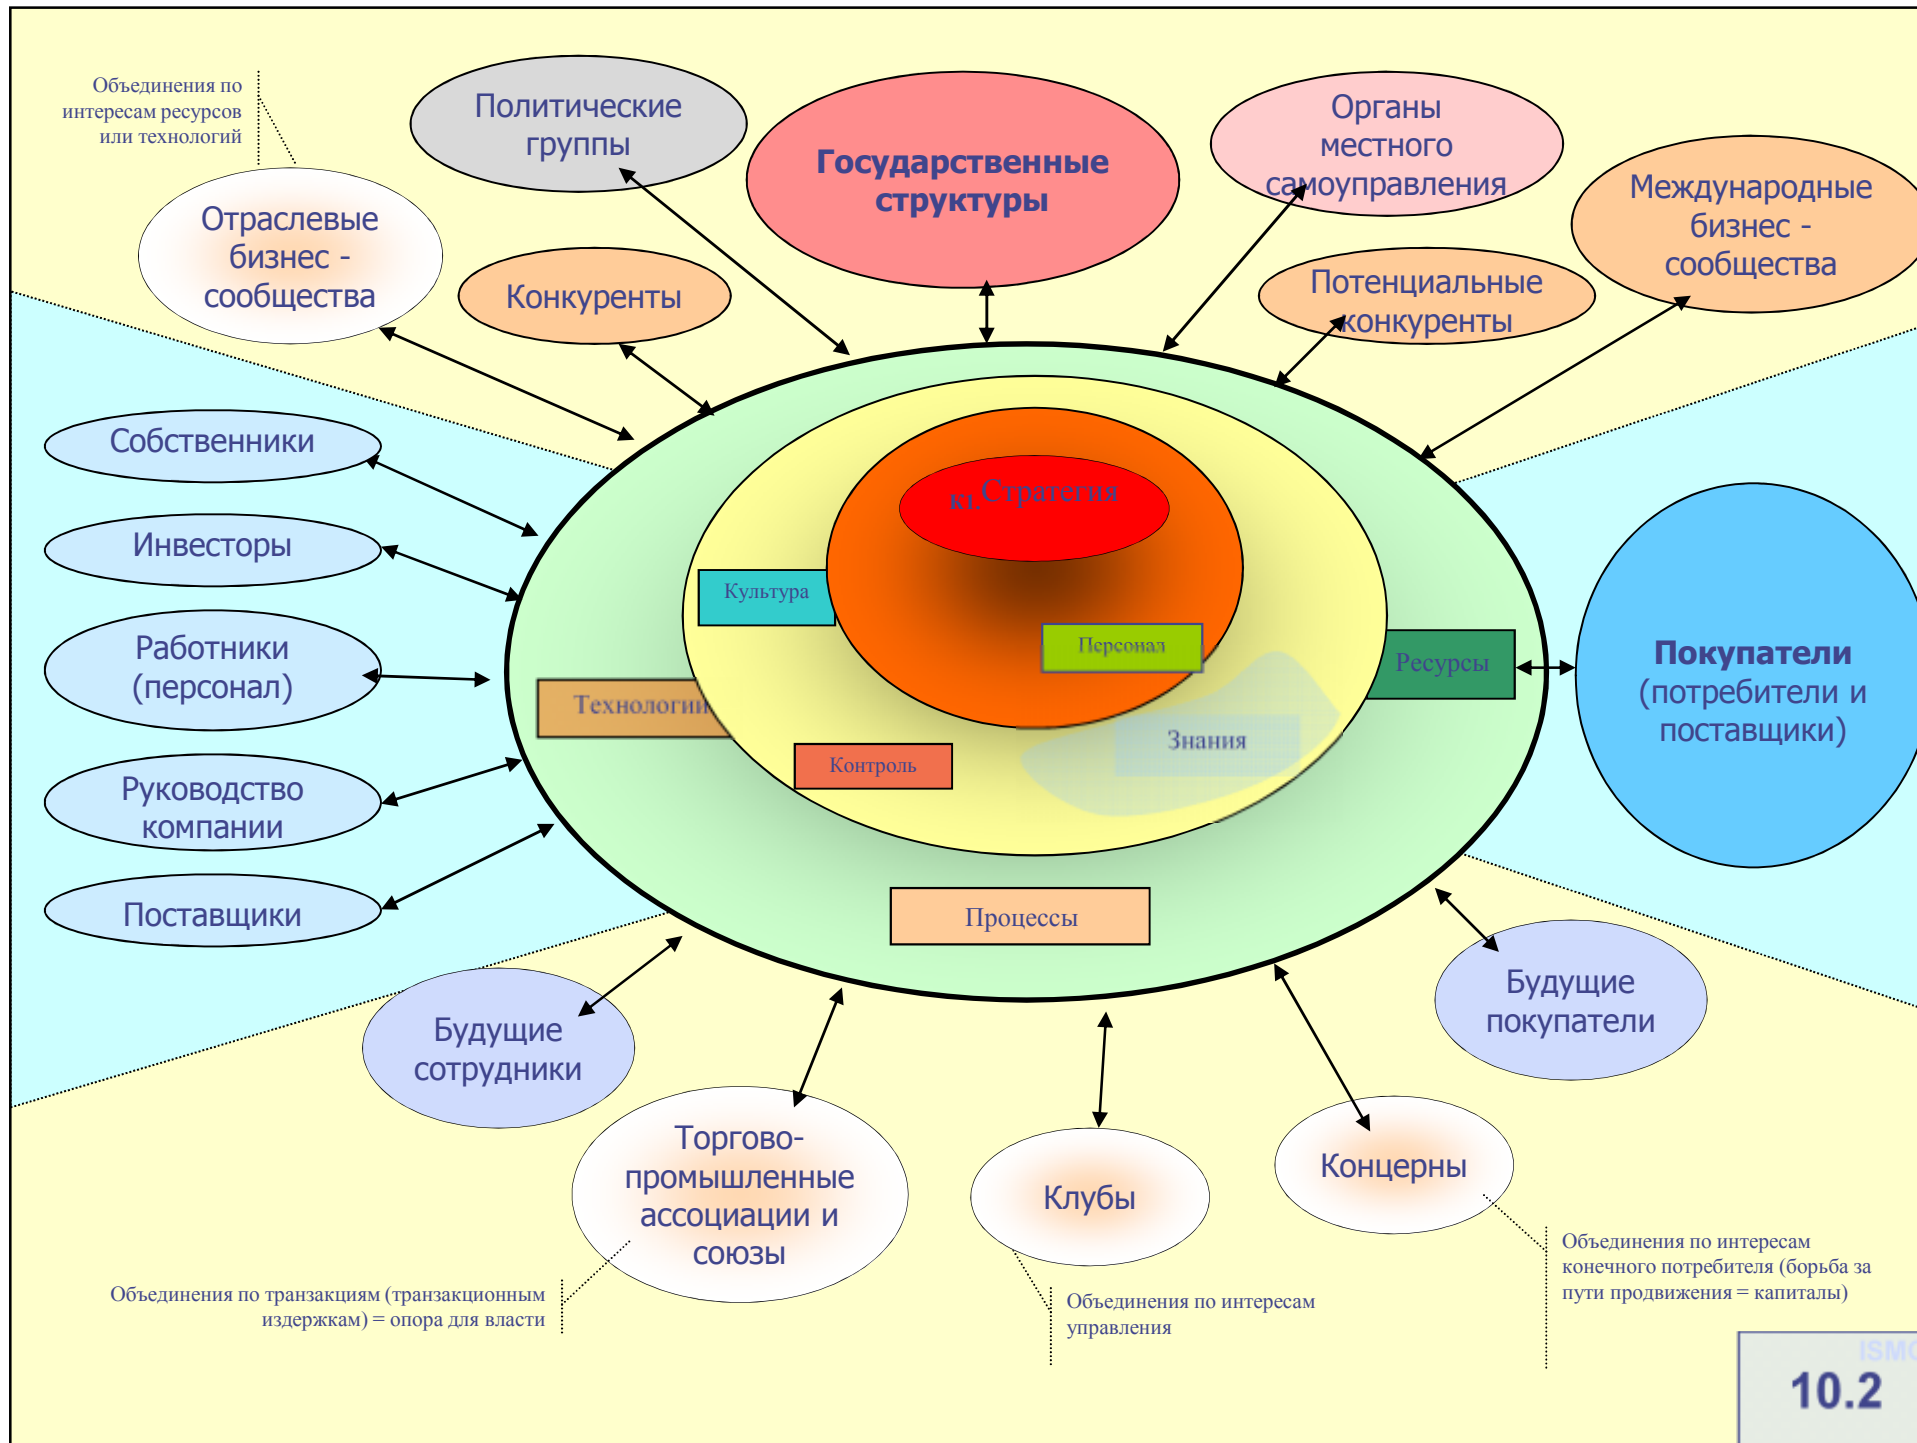 Объединения по
интересам ресурсов
или технологий
Политические
группы
Государственные
структуры
Органы
местного
самоуправления
Международные
бизнес -
сообщества
Отраслевые
бизнес -
сообщества
Конкуренты
Потенциальные
конкуренты
Собственники
Инвесторы
Работники
(персонал)
Руководство
компании
Поставщики
Стратегия
Культура
Персонал
Ресурсы
Технологии
Знания
Контроль
Процессы
Покупатели
(потребители и
поставщики)
Будущие
сотрудники
Будущие
покупатели
Торгово-
промышленные
ассоциации и
союзы
Клубы
Концерны
Объединения по транзакциям (транзакционным
издержкам) = опора для власти
Объединения по интересам
управления
Объединения по интересам
конечного потребителя (борьба за
пути продвижения = капиталы)
10.2